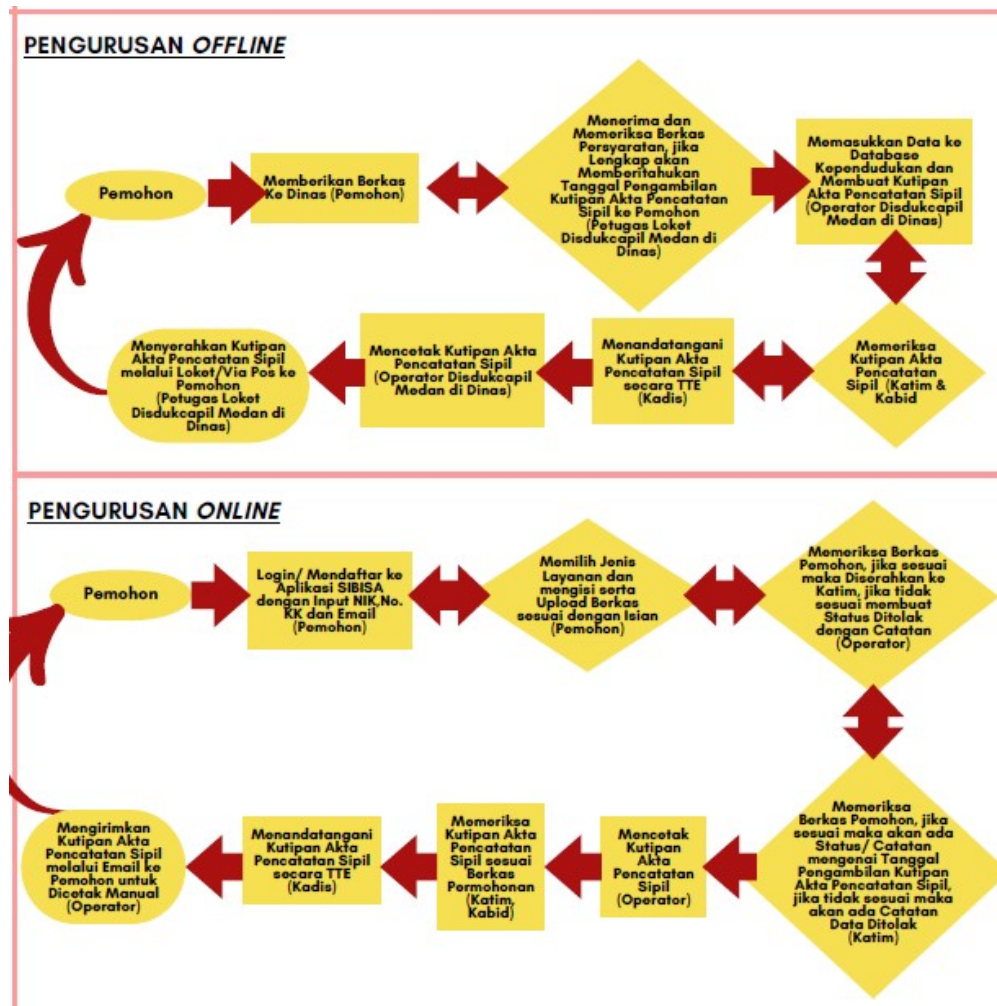 PENGURUSAN OFFLINE
Pemohon
Memberikan Berkas
Ke Dinas (Pemohon)
Menerima dan
Memeriksa Berkas
Persyaratan, jika
Lengkap akan
Memberitahukan
Tanggal Pengambilan
Kutipan Akta Pencatatan
Sipil ke Pemohon
(Petugas Loket
Disdukcapil Medan di
Dinas)
Memasukkan Data ke
Database
Kependudukan dan
Membuat Kutipan
Akta Pencatatan Sipil
(Operator Disdukcapil
Medan di Dinas)
Memeriksa
Kutipan Akta
Pencatatan
Sipil (Katim &
Kabid
Menandatangani
Kutipan Akta
Pencatatan Sipil
secara TTE
(Kadis)
Mencetak Kutipan Akta
Pencatatan Sipil
(Operator Disdukcapil
Medan di Dinas)
Menyerahkan Kutipan
Akta Pencatatan Sipil
melalui Loket/Via Pos ke
Pemohon
(Petugas Loket
Disdukcapil Medan di
Dinas)
PENGURUSAN ONLINE
Pemohon
Login/ Mendaftar ke
Aplikasi SIBISA
dengan Input NIK,No.
KK dan Email
(Pemohon)
Memilih Jenis
Layanan dan
mengisi serta
Upload Berkas
sesuai dengan Isian
(Pemohon)
Memeriksa Berkas
Pemohon, jika sesuai
maka Diserahkan ke
Katim, jika tidak
sesuai membuat
Status Ditolak
dengan Catatan
(Operator)
Memeriksa
Berkas Pemohon, jika
sesuai maka akan ada
Status/ Catatan
mengenai Tanggal
Pengambilan Kutipan
Akta Pencatatan Sipil,
jika tidak sesuai maka
akan ada Catatan
Data Ditolak
(Katim)
Mencetak
Kutipan
Akta
Pencatatan
Sipil
(Operator)
Memeriksa
Kutipan Akta
Pencatatan
Sipil sesuai
Berkas
Permohonan
(Katim,
Kabid)
Menandatangani
Kutipan Akta
Pencatatan Sipil
secara TTE
(Kadis)
Mengirimkan
Kutipan Akta
Pencatatan Sipil
melalui Email ke
Pemohon untuk
Dicetak Manual
(Operator)